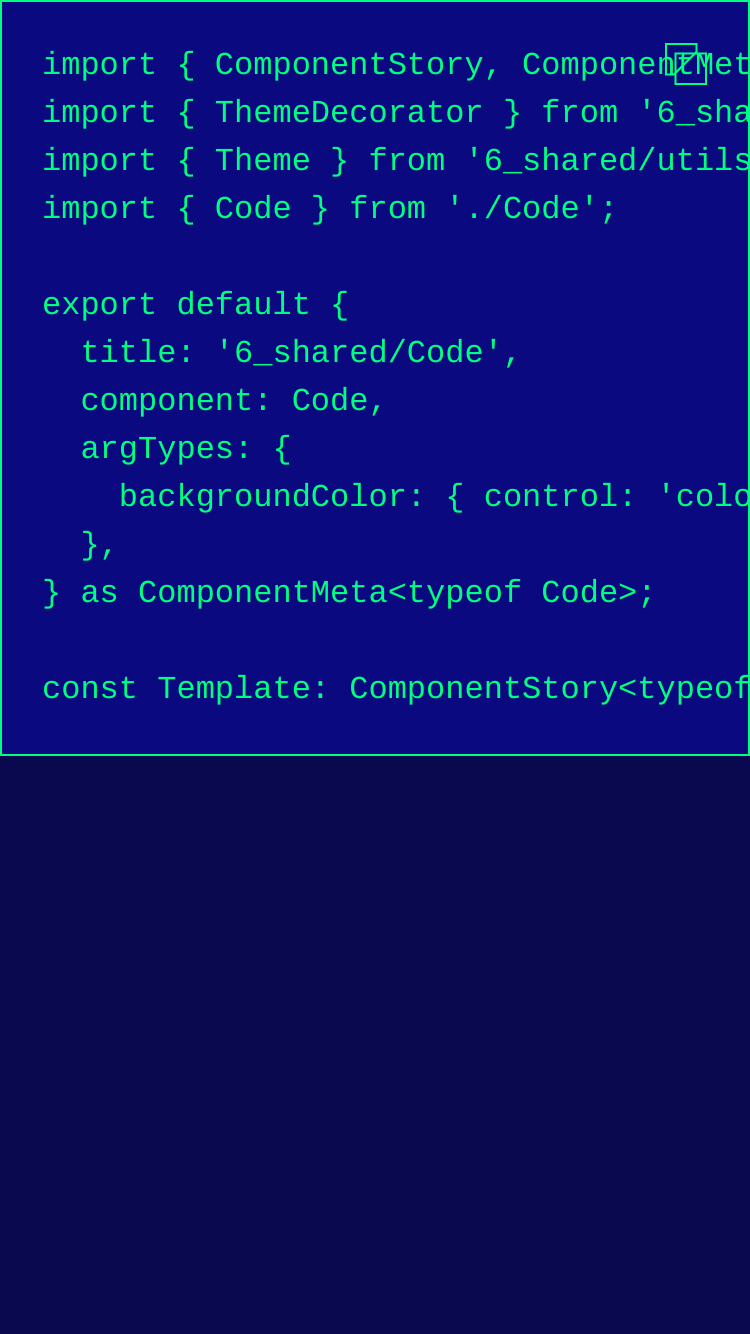 import { ComponentStory, ComponentMet
import { ThemeDecorator } from '6_sha
import { Theme } from '6_shared/utils
import { Code } from './Code';

export default {
  title: '6_shared/Code',
  component: Code,
  argTypes: {
    backgroundColor: { control: 'colo
  },
} as ComponentMeta<typeof Code>;

const Template: ComponentStory<typeof